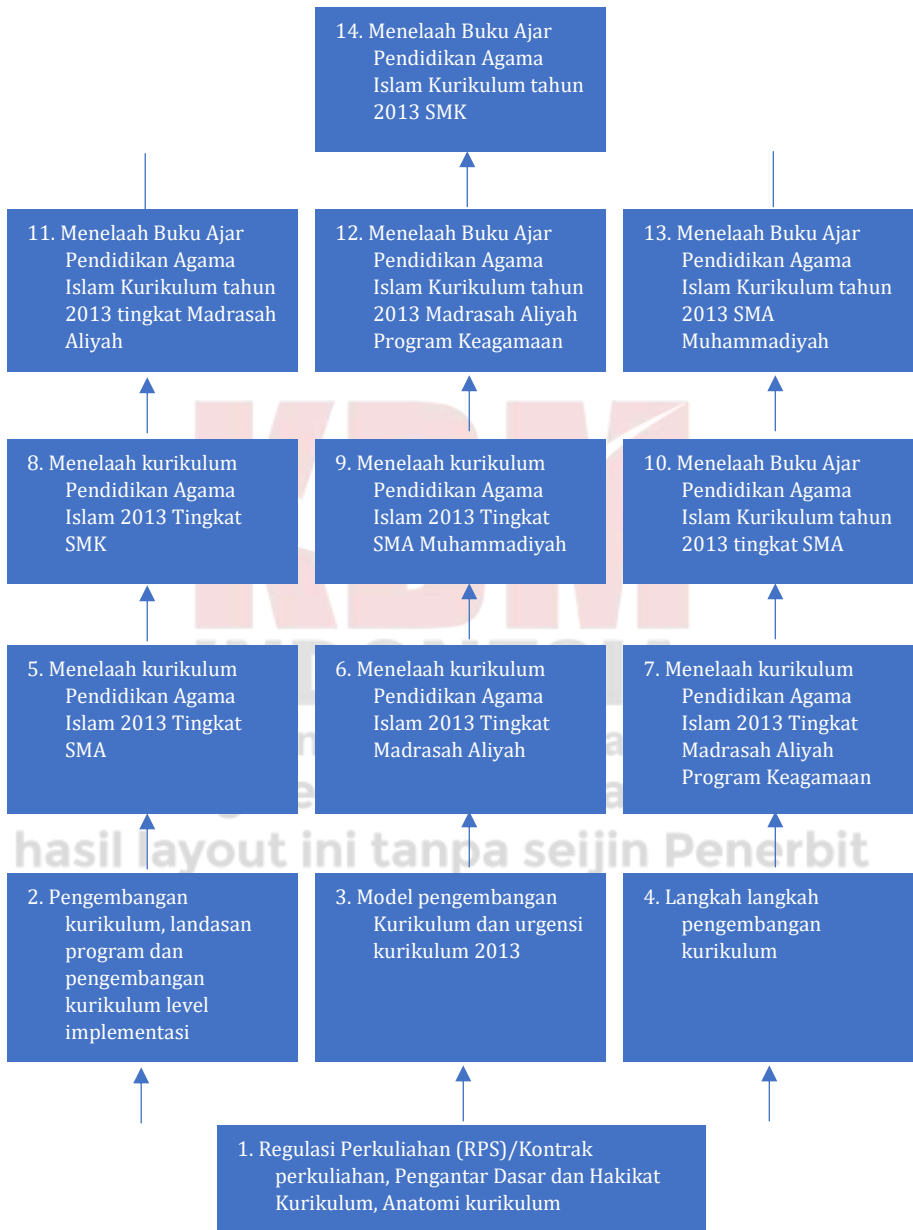 14. Menelaah Buku Ajar
Pendidikan Agama
Islam Kurikulum tahun
2013 SMK
11. Menelaah Buku Ajar
Pendidikan Agama
Islam Kurikulum tahun
2013 tingkat Madrasah
Aliyah
12. Menelaah Buku Ajar
Pendidikan Agama
Islam Kurikulum tahun
2013 Madrasah Aliyah
Program Keagamaan
13. Menelaah Buku Ajar
Pendidikan Agama
Islam Kurikulum tahun
2013 SMA
Muhammadiyah
KBM
INDONESIA
8. Menelaah kurikulum
Pendidikan Agama
Islam 2013 Tingkat
SMK
9. Menelaah kurikulum
Pendidikan Agama
Islam 2013 Tingkat
SMA Muhammadiyah
10. Menelaah Buku Ajar
Pendidikan Agama
Islam Kurikulum tahun
2013 tingkat SMA
5. Menelaah kurikulum
Pendidikan Agama
Islam 2013 Tingkat
SMA
6. Menelaah kurikulum
Pendidikan Agama
Islam 2013 Tingkat
Madrasah Aliyah
7. Menelaah kurikulum
Pendidikan Agama
Islam 2013 Tingkat
Madrasah Aliyah
Program Keagamaan
hasil layout ini tanpa seijin Penerbit
2. Pengembangan
kurikulum, landasan
program dan
pengembangan
kurikulum level
implementasi
3. Model pengembangan
Kurikulum dan urgensi
kurikulum 2013
4. Langkah langkah
pengembangan
kurikulum
1. Regulasi Perkuliahan (RPS)/Kontrak
perkuliahan, Pengantar Dasar dan Hakikat
Kurikulum, Anatomi kurikulum